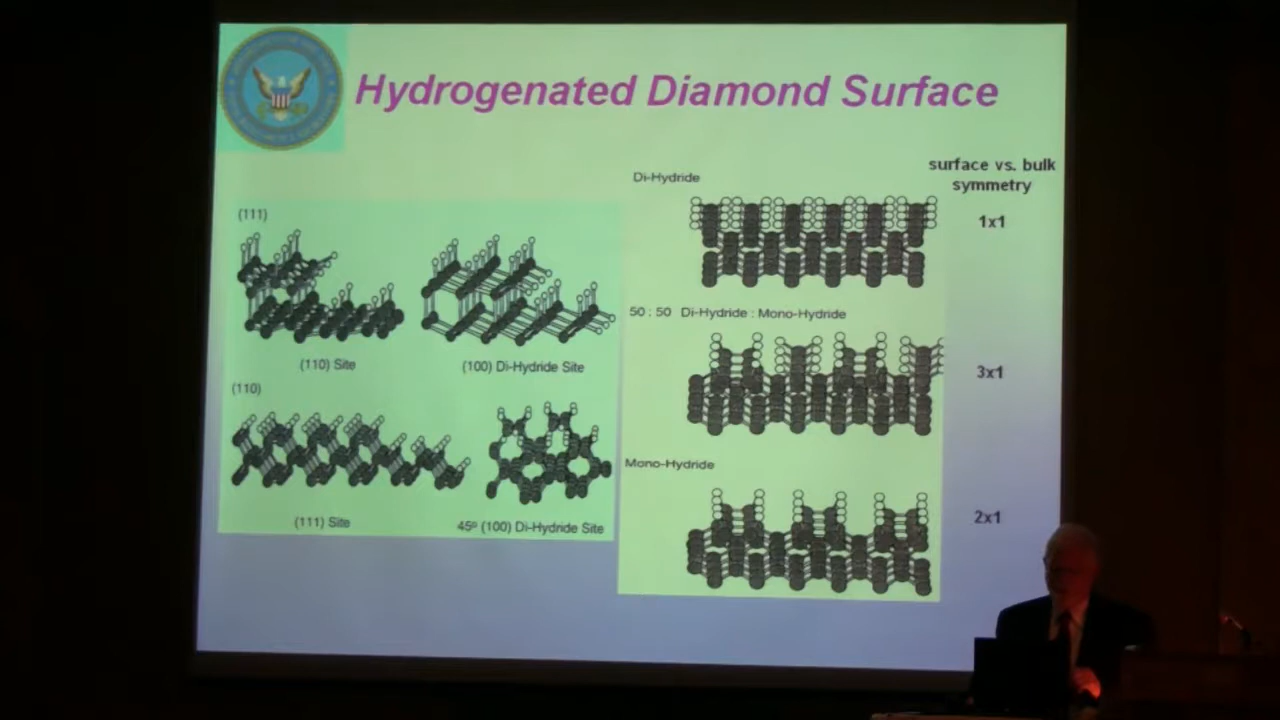 Hydrogenated Diamond Surface
surface vs. bulk
symmetry
(111)
(110) Site
(100) Di-Hydride Site
(110)
(111) Site
45º (100) Di-Hydride Site
Di-Hydride
1x1
50 : 50 Di-Hydride : Mono-Hydride
3x1
Mono-Hydride
2x1